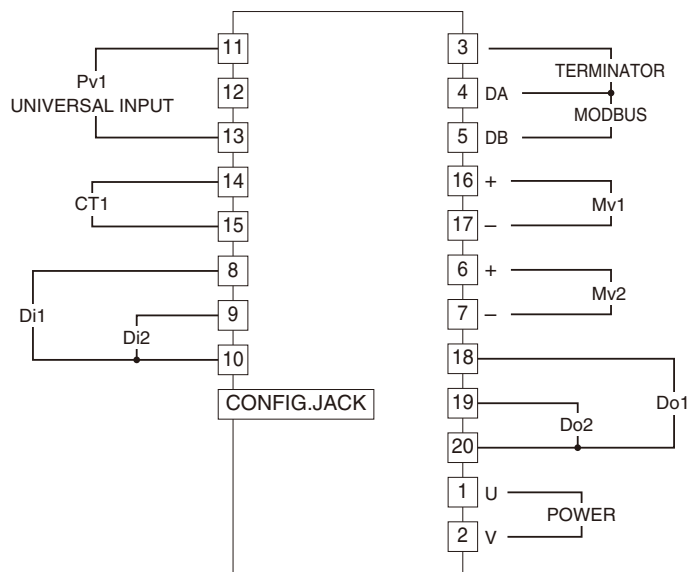 11
Pv1
UNIVERSAL INPUT
12
13
14
CT1
15
8
Di1
9
Di2
10
CONFIG.JACK
3
TERMINATOR
4 DA
MODBUS
5 DB
16 +
Mv1
17 –
6 +
Mv2
7 –
18
Do1
19
Do2
20
1 U
POWER
2 V